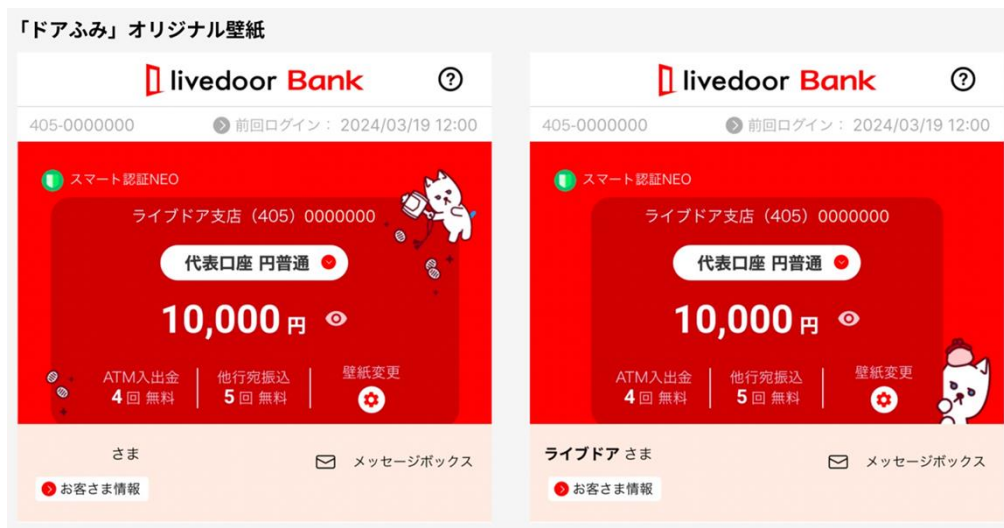 「ドアふみ」オリジナル壁紙
livedoor Bank
405-0000000 前回ログイン： 2024/03/19 12:00
スマート認証NEO
ライブドア支店（405）0000000
代表口座 円普通
10,000 円
ATM入出金 他行宛振込 壁紙変更
4 回 無料 5 回 無料
さま
メッセージボックス
お客さま情報
livedoor Bank
405-0000000 前回ログイン： 2024/03/19 12:00
スマート認証NEO
ライブドア支店（405）0000000
代表口座 円普通
10,000 円
ATM入出金 他行宛振込 壁紙変更
4 回 無料 5 回 無料
ライブドア さま
メッセージボックス
お客さま情報